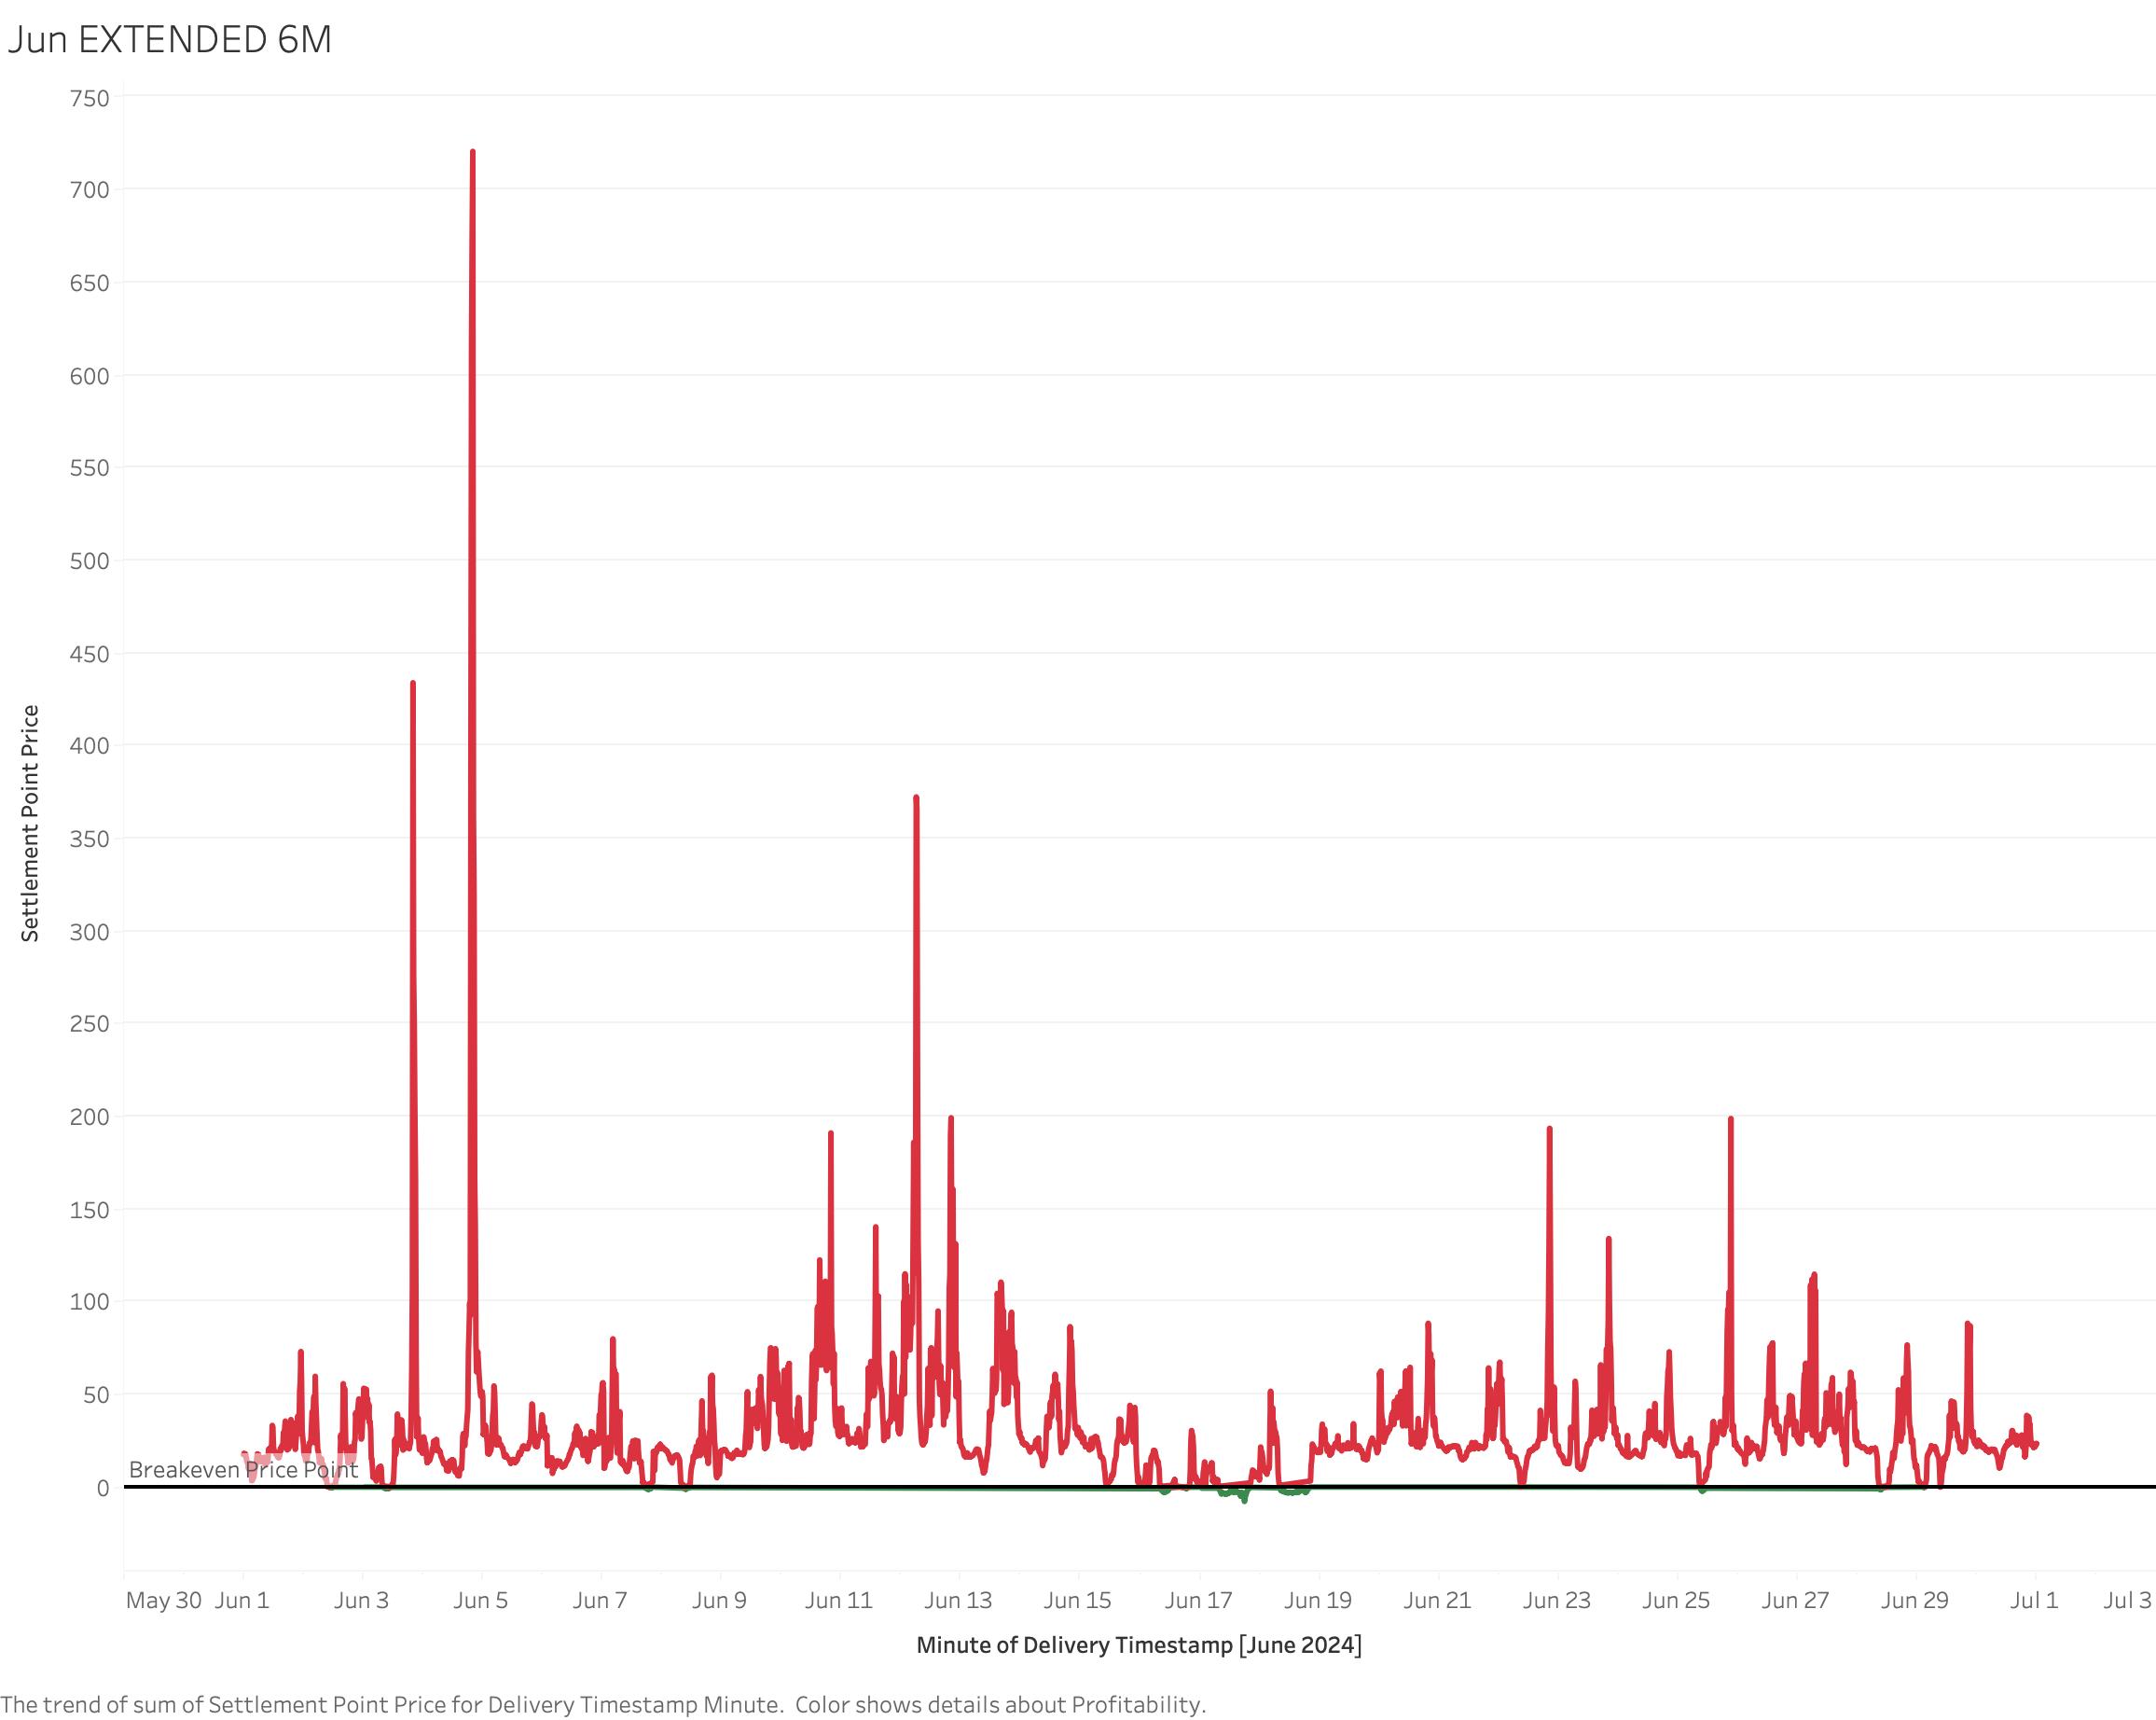 Jun EXTENDED 6M
750
700
650
600
550
500
450
400
350
300
250
200
150
100
50
0
Settlement Point Price
Breakeven Price Point
May 30 Jun 1 Jun 3 Jun 5 Jun 7 Jun 9 Jun 11 Jun 13 Jun 15 Jun 17 Jun 19 Jun 21 Jun 23 Jun 25 Jun 27 Jun 29 Jul 1 Jul 3
Minute of Delivery Timestamp [June 2024]
The trend of sum of Settlement Point Price for Delivery Timestamp Minute.  Color shows details about Profitability.